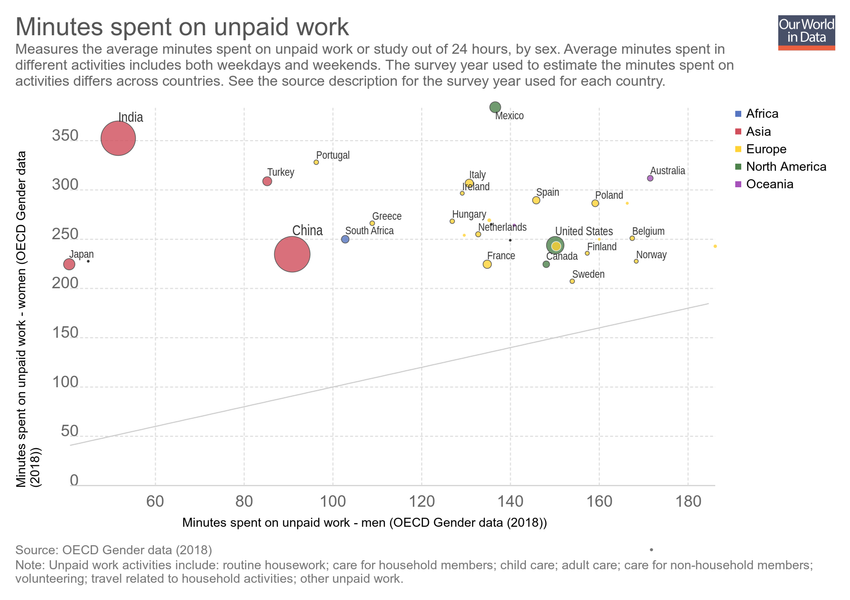 Minutes spent on unpaid work
Our World
in Data
Measures the average minutes spent on unpaid work or study out of 24 hours, by sex. Average minutes spent in
different activities includes both weekdays and weekends. The survey year used to estimate the minutes spent on
activities differs across countries. See the source description for the survey year used for each country.
Africa
Asia
Europe
North America
Oceania
Minutes spent on unpaid work - women (OECD Gender data
(2018))
350
300
250
200
150
100
50
0
India
Mexico
Portugal
Turkey
Italy
Ireland
Australia
Spain
Poland
Greece
Hungary
South Africa
Netherlands
China
United States
Belgium
Japan
France
Canada
Finland
Norway
Sweden
60
80
100
120
140
160
180
Minutes spent on unpaid work - men (OECD Gender data (2018))
Source: OECD Gender data (2018)
Note: Unpaid work activities include: routine housework; care for household members; child care; adult care; care for non-household members;
volunteering; travel related to household activities; other unpaid work.